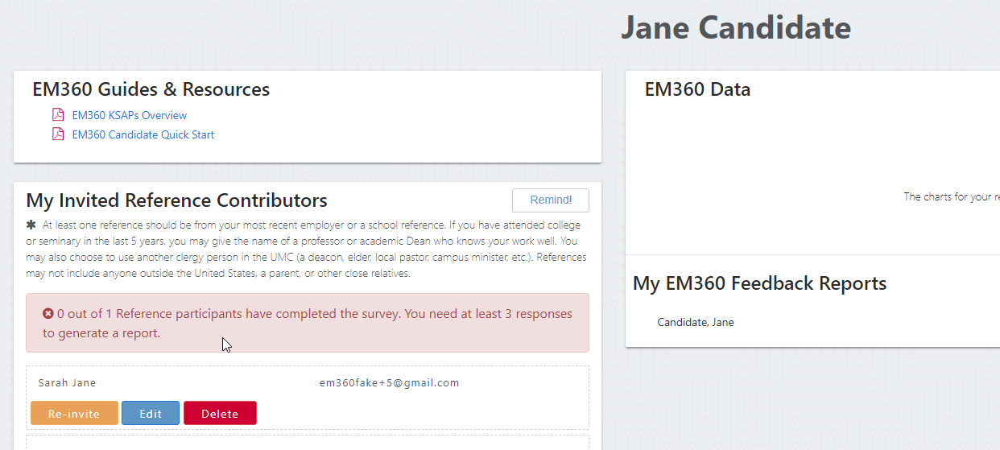 Jane Candidate
EM360 Guides & Resources
EM360 KSAPs Overview
EM360 Candidate Quick Start
My Invited Reference Contributors
Remind!
✱ At least one reference should be from your most recent employer or a school reference. If you have attended college
or seminary in the last 5 years, you may give the name of a professor or academic Dean who knows your work well. You
may also choose to use another clergy person in the UMC (a deacon, elder, local pastor, campus minister, etc.). References
may not include anyone outside the United States, a parent, or other close relatives.
0 out of 1 Reference participants have completed the survey. You need at least 3 responses
to generate a report.
Sarah Jane
em360fake+5@gmail.com
Re-invite
Edit
Delete
EM360 Data
The charts for your
My EM360 Feedback Reports
Candidate, Jane